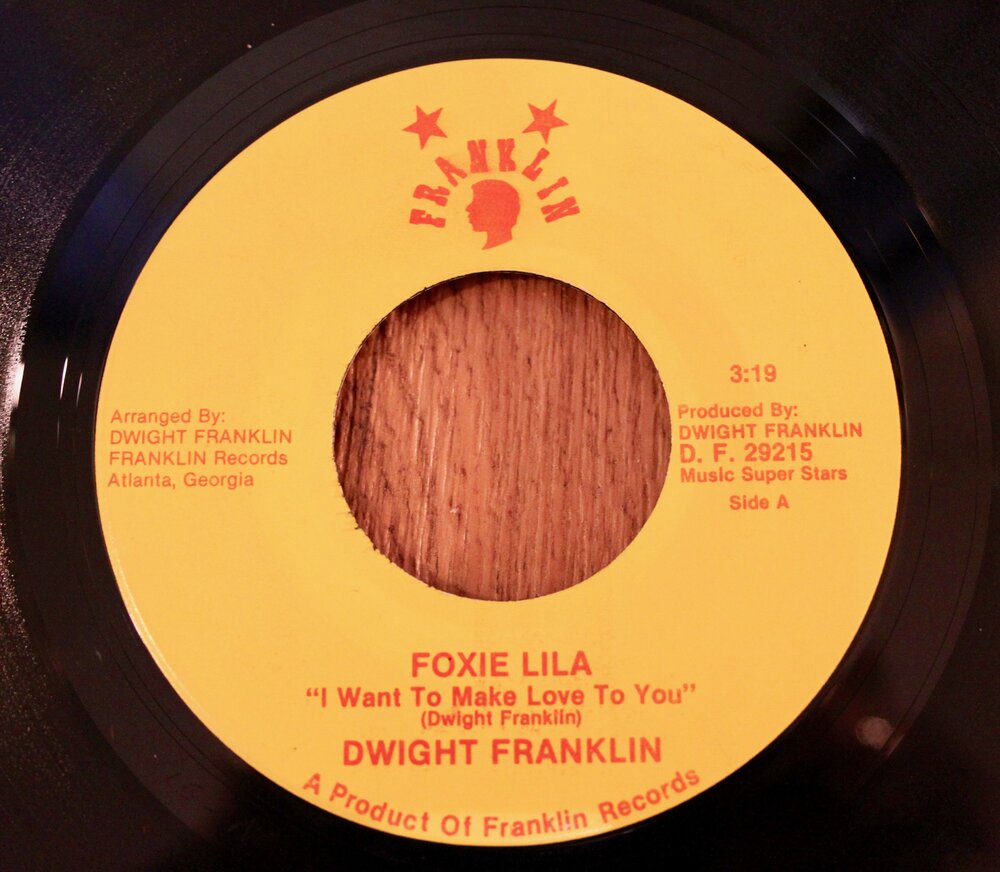 FRANKLIN
3:19
Arranged By:
DWIGHT FRANKLIN
FRANKLIN Records
Atlanta, Georgia
Produced By:
DWIGHT FRANKLIN
D. F. 29215
Music Super Stars
Side A
FOXIE LILA
“I Want To Make Love To You”
(Dwight Franklin)
DWIGHT FRANKLIN
A Product Of Franklin Records